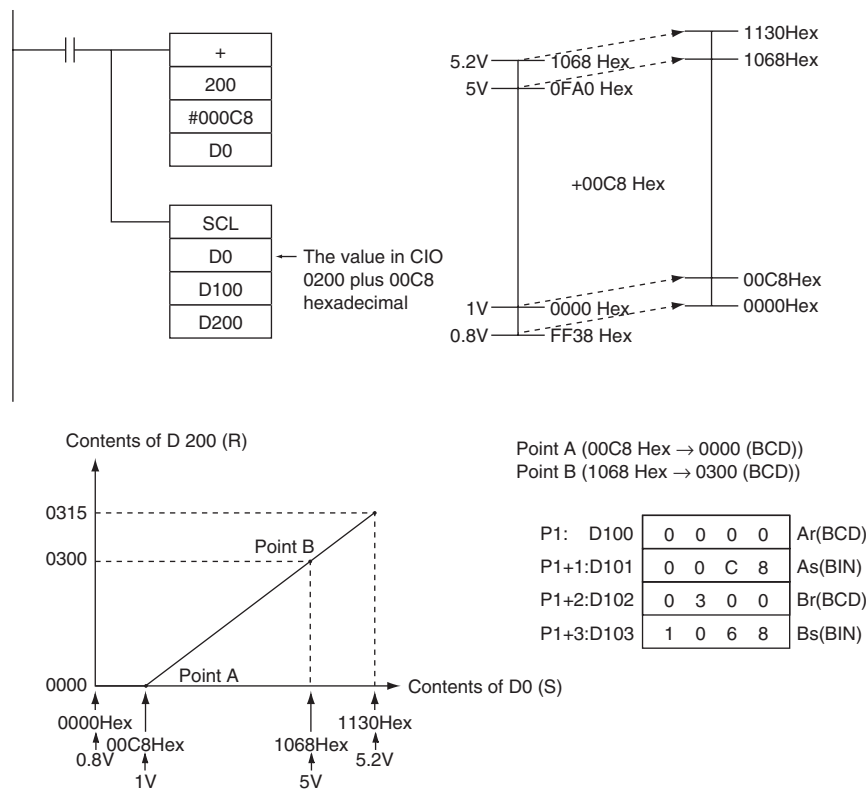 +
200
#000C8
D0
SCL
D0
D100
D200
The value in CIO
0200 plus 00C8
hexadecimal
5.2V
1068 Hex
5V
0FA0 Hex
+00C8 Hex
1V
0000 Hex
0.8V
FF38 Hex
1130Hex
1068Hex
00C8Hex
0000Hex
Contents of D 200 (R)
0315
0300
0000
Point B
Point A
Contents of D0 (S)
0000Hex
0.8V
00C8Hex
1V
1068Hex
5V
1130Hex
5.2V
Point A (00C8 Hex → 0000 (BCD))
Point B (1068 Hex → 0300 (BCD))
P1: D100 0 0 0 0 Ar(BCD)
P1+1:D101 0 0 C 8 As(BIN)
P1+2:D102 0 3 0 0 Br(BCD)
P1+3:D103 1 0 6 8 Bs(BIN)